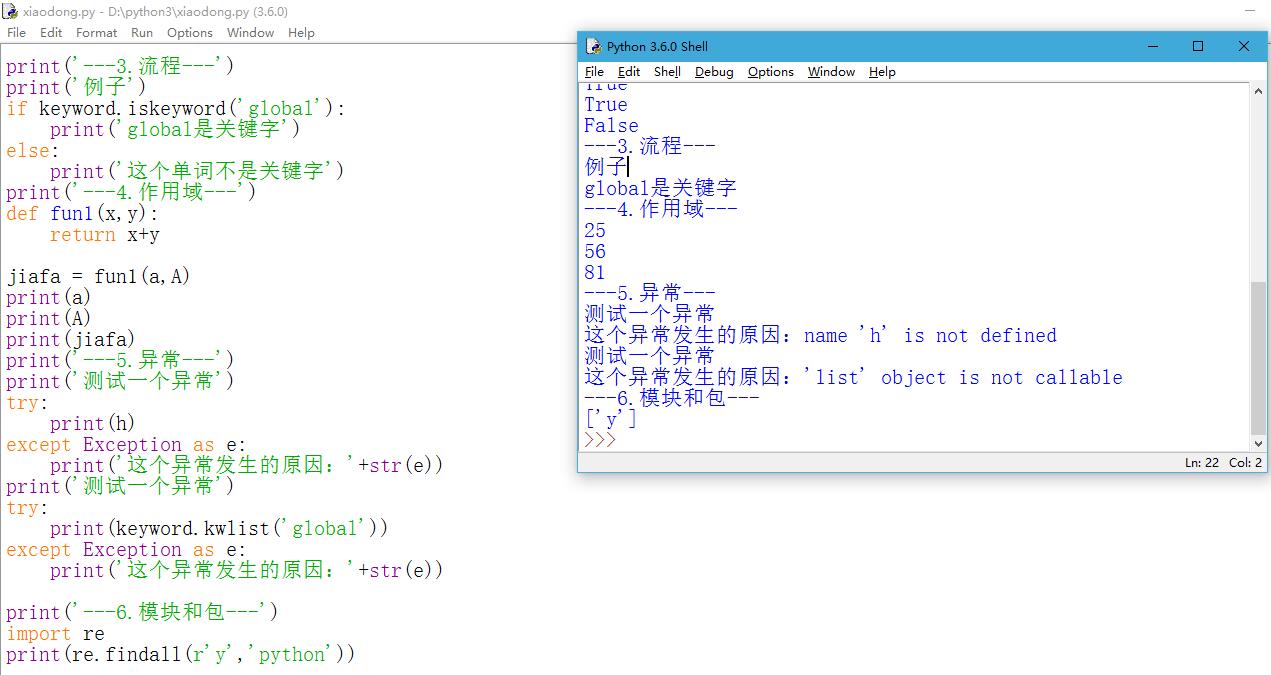 xiaodong.py - D:\python3\xiaodong.py (3.6.0)
File Edit Format Run Options Window Help
print('---3.流程---')
print('例子')
if keyword.iskeyword('global'):
    print('global是关键字')
else:
    print('这个单词不是关键字')
print('---4.作用域---')
def fun1(x,y):
    return x+y
jiafa = fun1(a,A)
print(a)
print(A)
print(jiafa)
print('---5.异常---')
print('测试一个异常')
try:
    print(h)
except Exception as e:
    print('这个异常发生的原因：'+str(e))
print('测试一个异常')
try:
    print(keyword.kwlist('global'))
except Exception as e:
    print('这个异常发生的原因：'+str(e))
print('---6.模块和包---')
import re
print(re.findall(r'y','python'))
Python 3.6.0 Shell
File Edit Shell Debug Options Window Help
True
True
False
---3.流程---
例子
global是关键字
---4.作用域---
25
56
81
---5.异常---
测试一个异常
这个异常发生的原因：name 'h' is not defined
测试一个异常
这个异常发生的原因：'list' object is not callable
---6.模块和包---
['y']
>>>
Ln: 22 Col: 2